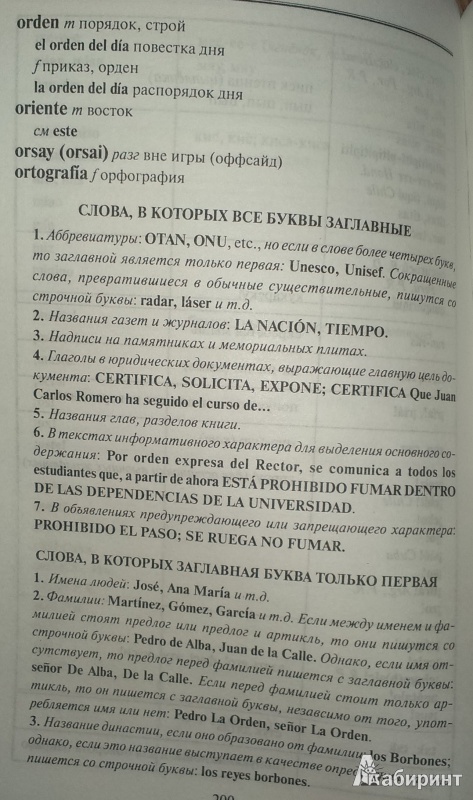 orden m порядок, строй
el orden del día повестка дня
f приказ, орден
la orden del día распорядок дня
oriente m восток
см este
orsay (orsai) разг вне игры (оффсайд)
ortografía f орфография
СЛОВА, В КОТОРЫХ ВСЕ БУКВЫ ЗАГЛАВНЫЕ
1. Аббревиатуры: OTAN, ONU, etc., но если в слове более четырех букв,
то заглавной является только первая: Unesco, Unisef. Сокращенные
слова, превратившиеся в обычные существительные, пишутся со
строчной буквы: radar, láser и т.д.
2. Названия газет и журналов: LA NACIÓN, TIEMPO.
3. Надписи на памятниках и мемориальных плитах.
4. Глаголы в юридических документах, выражающие главную цель до-
кумента: CERTIFICA, SOLICITA, EXPONE; CERTIFICA Que Juan
Carlos Romero ha seguido el curso de...
5. Названия глав, разделов книги.
6. В текстах информативного характера для выделения основного со-
держания: Por orden expresa del Rector, se comunica a todos los
estudiantes que, a partir de ahora ESTÁ PROHIBIDO FUMAR DENTRO
DE LAS DEPENDENCIAS DE LA UNIVERSIDAD.
7. В объявлениях предупреждающего или запрещающего характера:
PROHIBIDO EL PASO; SE RUEGA NO FUMAR.
СЛОВА, В КОТОРЫХ ЗАГЛАВНАЯ БУКВА ТОЛЬКО ПЕРВАЯ
1. Имена людей: José, Ana María и т.д.
2. Фамилии: Martínez, Gómez, García и т.д. Если между именем и фа-
милией стоят предлог или предлог и артикль, то они пишутся со
строчной буквы: Pedro de Alba, Juan de la Calle. Однако, если имя от-
сутствует, то предлог перед фамилией пишется с заглавной буквы:
señor De Alba, De la Calle. Если перед фамилией стоит только ар-
тикль, то он пишется с заглавной буквы, независмо от того, упот-
ребляется имя или нет: Pedro La Orden, señor La Orden.
3. Название династии, если оно образовано от фамилии: los Borbones;
однако, если это название выступает в качестве
пишется со строчной буквы: los reyes borbones.
Лабиринт